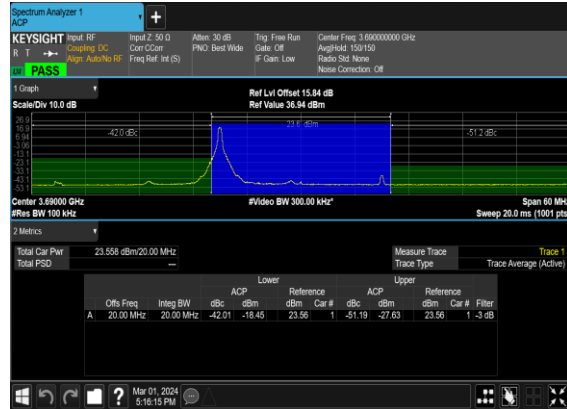 Spectrum Analyzer 1
ACP
KEYSIGHT Input: RF Input Z: 50 Ω Atten: 30 dB Trig: Free Run Center Freq: 3.690000000 GHz
R T Coupling: DC Corr CCorr PNO: Best Wide Gate: Off Avg|Hold: 150/150
Align: Auto/No RF Freq Ref: Int (S) IF Gain: Low Radio Std: None
PASS Noise Correction: Off
1 Graph Ref Lvl Offset 15.84 dB
Scale/Div 10.0 dB Ref Value 36.94 dBm
26.9
16.9 23.6 dBm
6.94 -42.0 dBc -51.2 dBc
-3.06
-13.1
-23.1
-33.1
-43.1
-53.1
Center 3.69000 GHz #Video BW 300.00 kHz* Span 60 MHz
#Res BW 100 kHz Sweep 20.0 ms (1001 pts)
2 Metrics
Total Car Pwr 23.558 dBm/20.00 MHz Measure Trace Trace 1
Total PSD --- Trace Type Trace Average (Active)
Lower Upper
ACP Reference ACP Reference
Offs Freq Integ BW dBc dBm dBm Car # dBc dBm dBm Car # Filter
A 20.00 MHz 20.00 MHz -42.01 -18.45 23.56 1 -51.19 -27.63 23.56 1 -3 dB
Mar 01, 2024
5:16:15 PM